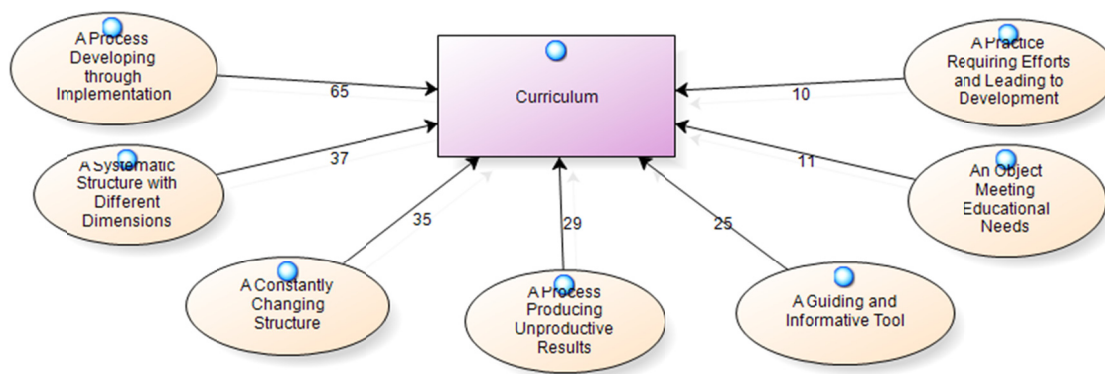 A Process
Developing
through
Implementation
65
Curriculum
A Practice
Requiring Efforts
and Leading to
Development
10
A Systematic
Structure with
Different
Dimensions
37
An Object
Meeting
Educational
Needs
11
A Constantly
Changing
Structure
35
A Process
Producing
Unproductive
Results
29
A Guiding and
Informative Tool
25